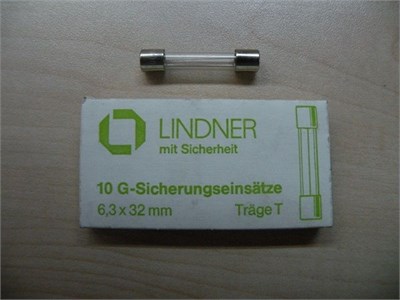 LINDNER
mit Sicherheit
10 G-Sicherungseinsätze
6,3 x 32 mm Träge T